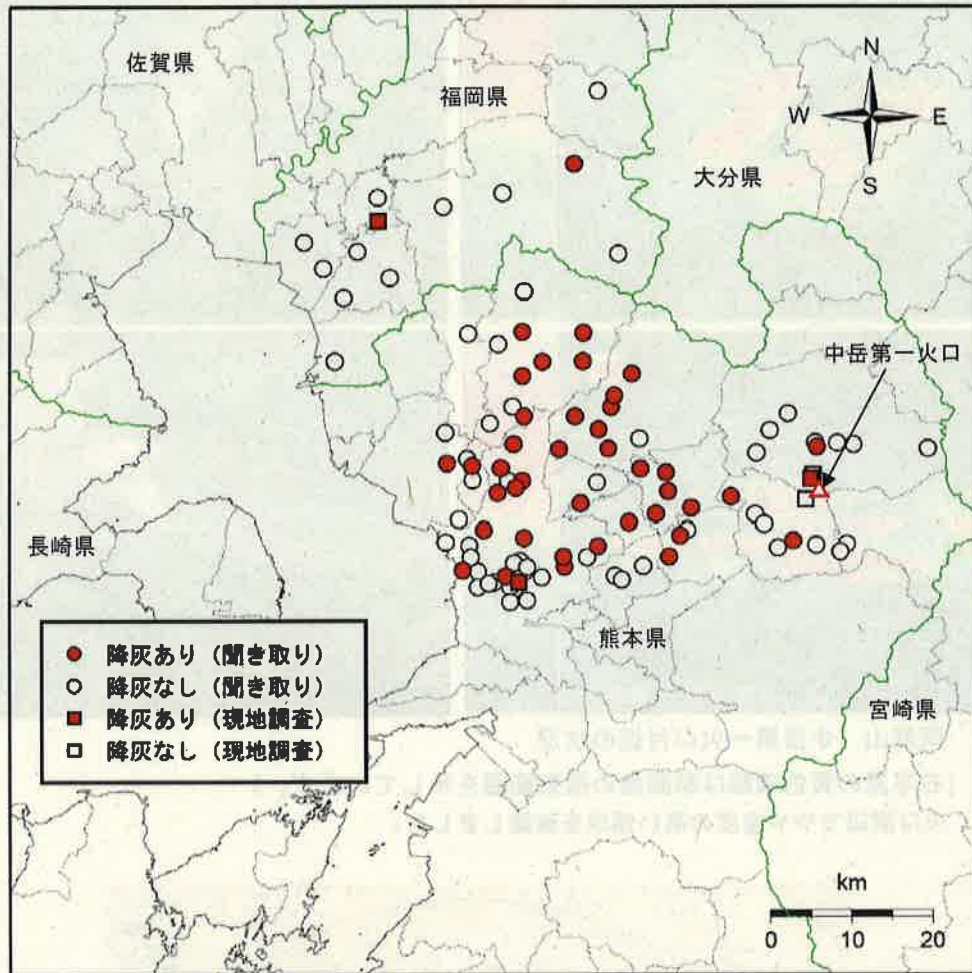 佐賀県
福岡県
N
W
E
S
大分県
中岳第一火口
長崎県
熊本県
宮崎県
降灰あり（聞き取り）
降灰なし（聞き取り）
降灰あり（現地調査）
降灰なし（現地調査）
km
0 10 20